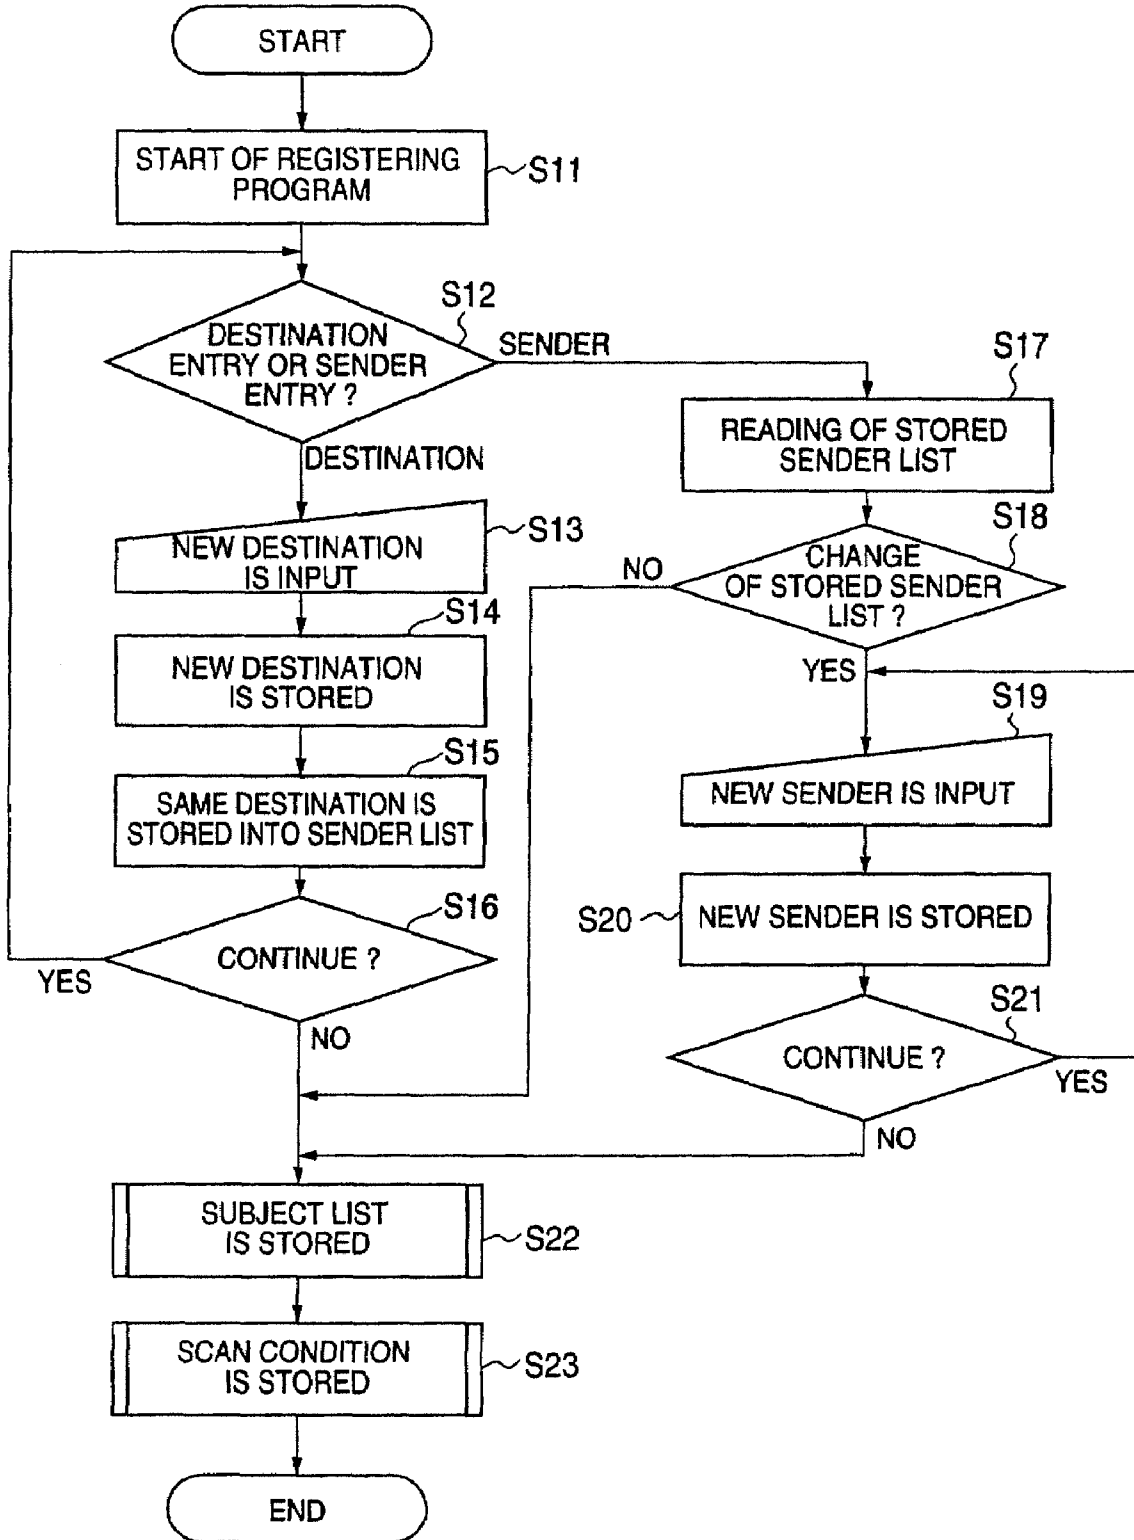 START
START OF REGISTERING
PROGRAM
S11
S12
DESTINATION
ENTRY OR SENDER
ENTRY ?
SENDER
DESTINATION
S13
NEW DESTINATION
IS INPUT
S14
NEW DESTINATION
IS STORED
S15
SAME DESTINATION IS
STORED INTO SENDER LIST
S16
CONTINUE ?
YES
NO
S17
READING OF STORED
SENDER LIST
S18
CHANGE
OF STORED SENDER
LIST ?
NO
YES
S19
NEW SENDER IS INPUT
S20
NEW SENDER IS STORED
S21
CONTINUE ?
YES
NO
SUBJECT LIST
IS STORED
S22
SCAN CONDITION
IS STORED
S23
END